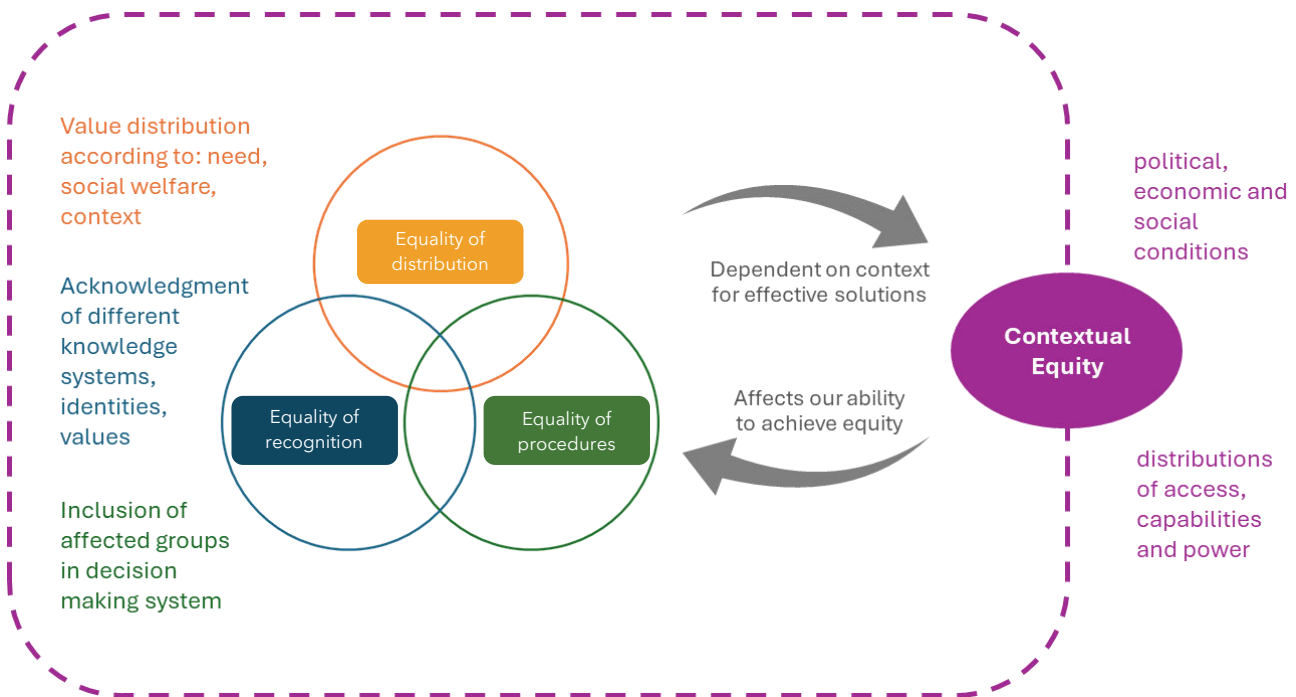 Value distribution
according to: need,
social welfare,
context
Acknowledgment
of different
knowledge
systems,
identities,
values
Inclusion of
affected groups
in decision
making system
Equality of
distribution
Equality of
recognition
Equality of
procedures
Dependent on context
for effective solutions
Affects our ability
to achieve equity
political,
economic and
social
conditions
Contextual
Equity
distributions
of access,
capabilities
and power